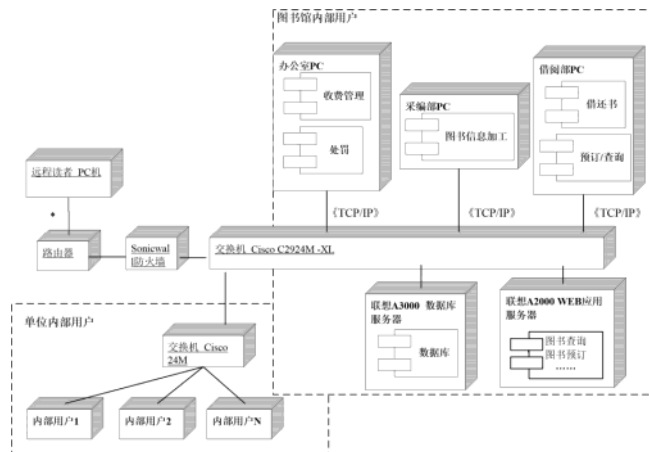 图书馆内部用户
办公室PC
收费管理
处罚
采编部PC
图书信息加工
借阅部PC
借还书
预订/查询
远程读者 PC机
*
《TCP/IP》
《TCP/IP》
《TCP/IP》
路由器
Sonicwal
l防火墙
交换机 Cisco C2924M -XL
单位内部用户
交换机 Cisco
24M
联想A3000 数据库
服务器
数据库
联想A2000 WEB应用
服务器
图书查询
图书预订
……
内部用户1
内部用户2
内部用户N